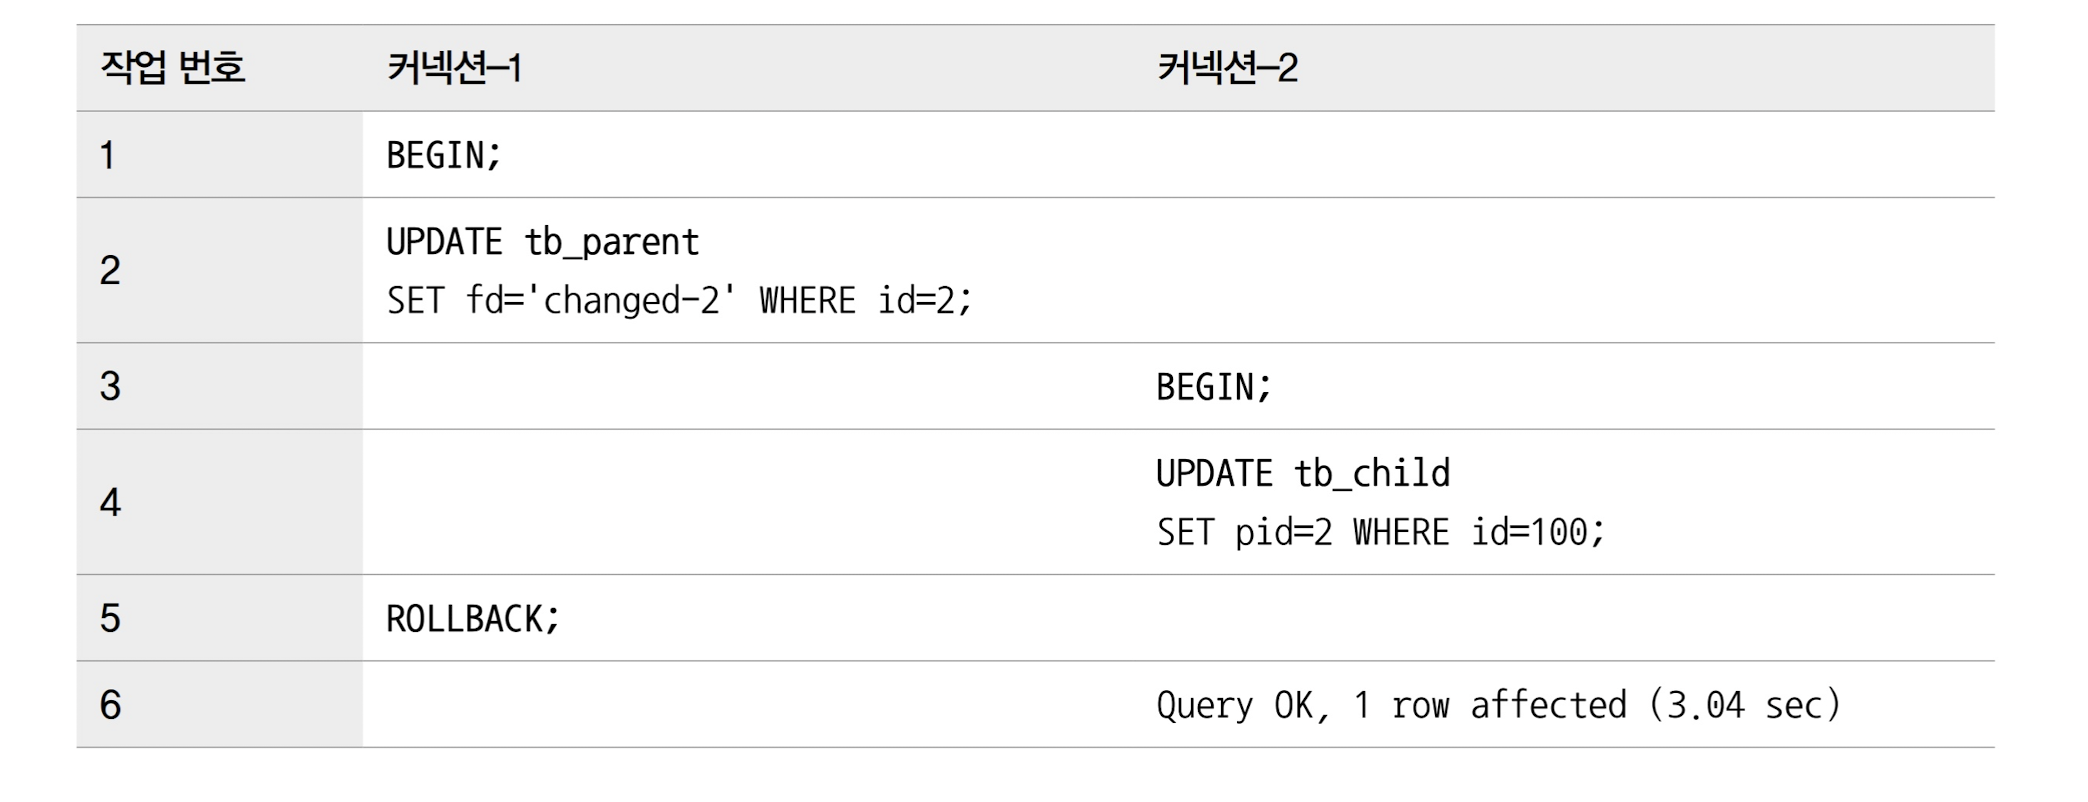 작업 번호 커넥션-1 커넥션-2
1 BEGIN;
2 UPDATE tb_parent
SET fd='changed-2' WHERE id=2;
3 BEGIN;
4 UPDATE tb_child
SET pid=2 WHERE id=100;
5 ROLLBACK;
6 Query OK, 1 row affected (3.04 sec)